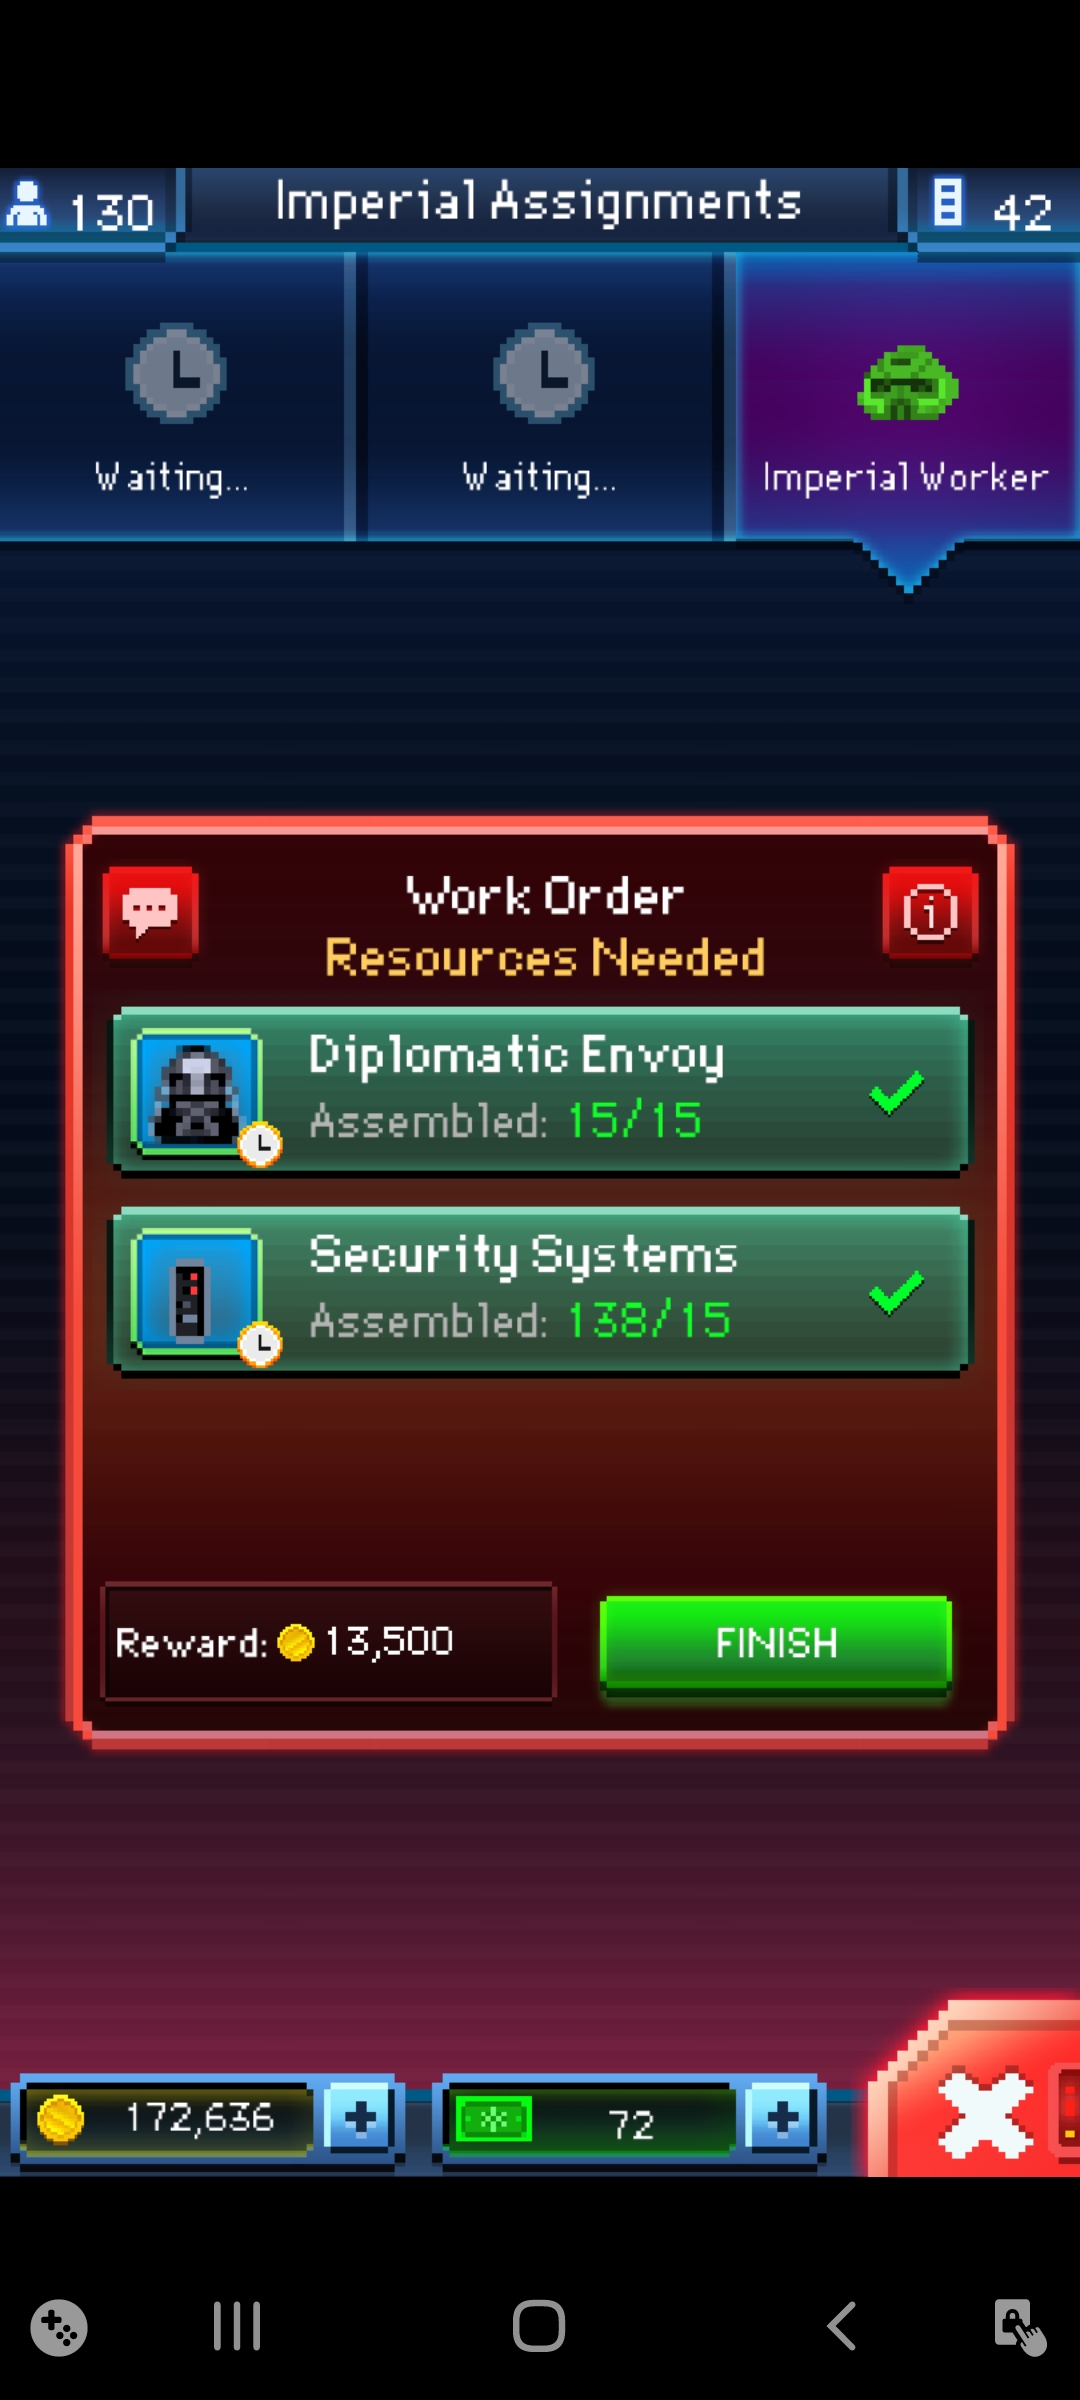 130
Imperial Assignments
42
Waiting...
Waiting...
Imperial Worker
Work Order
Resources Needed
Diplomatic Envoy
Assembled: 15/15
Security Systems
Assembled: 138/15
Reward: 13,500
FINISH
172,636
72